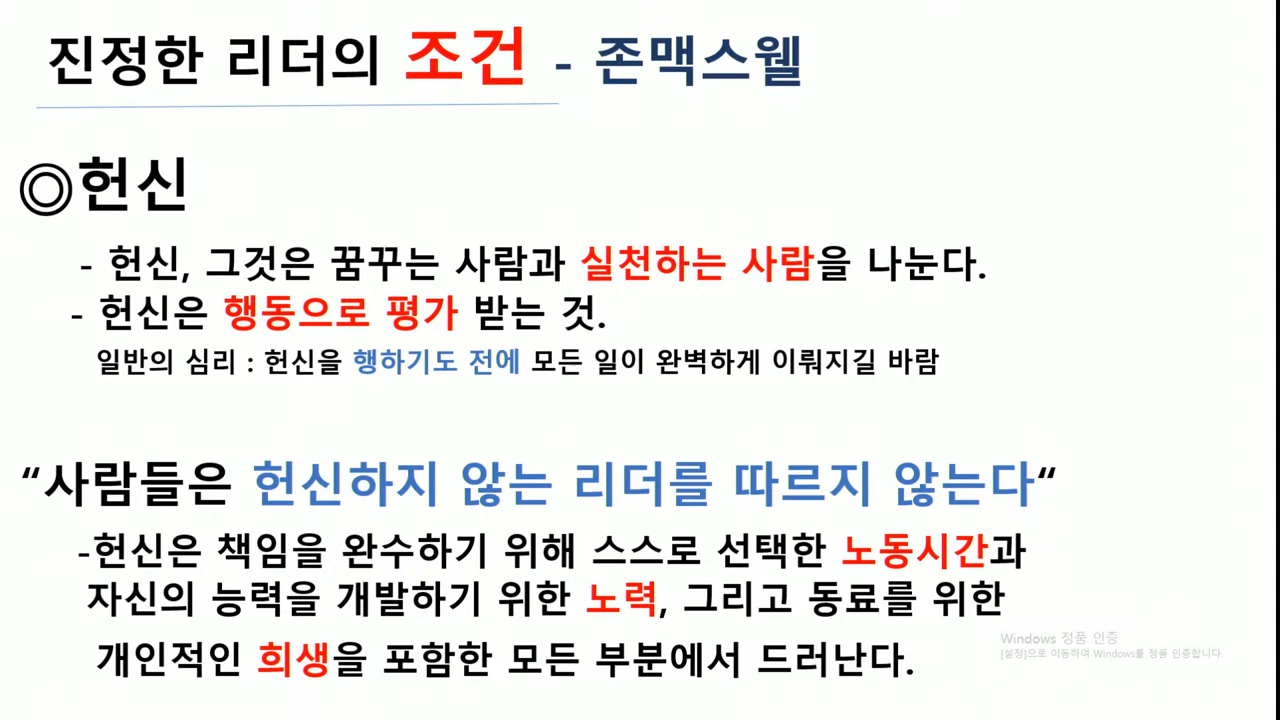 진정한 리더의 조건 - 존맥스웰
◎헌신
- 헌신, 그것은 꿈꾸는 사람과 실천하는 사람을 나눈다.
- 헌신은 행동으로 평가 받는 것.
일반의 심리 : 헌신을 행하기도 전에 모든 일이 완벽하게 이뤄지길 바람
“사람들은 헌신하지 않는 리더를 따르지 않는다“
-헌신은 책임을 완수하기 위해 스스로 선택한 노동시간과
자신의 능력을 개발하기 위한 노력, 그리고 동료를 위한
개인적인 희생을 포함한 모든 부분에서 드러난다.
Windows 정품 인증
[설정]으로 이동하여 Windows를 정품 인증합니다.